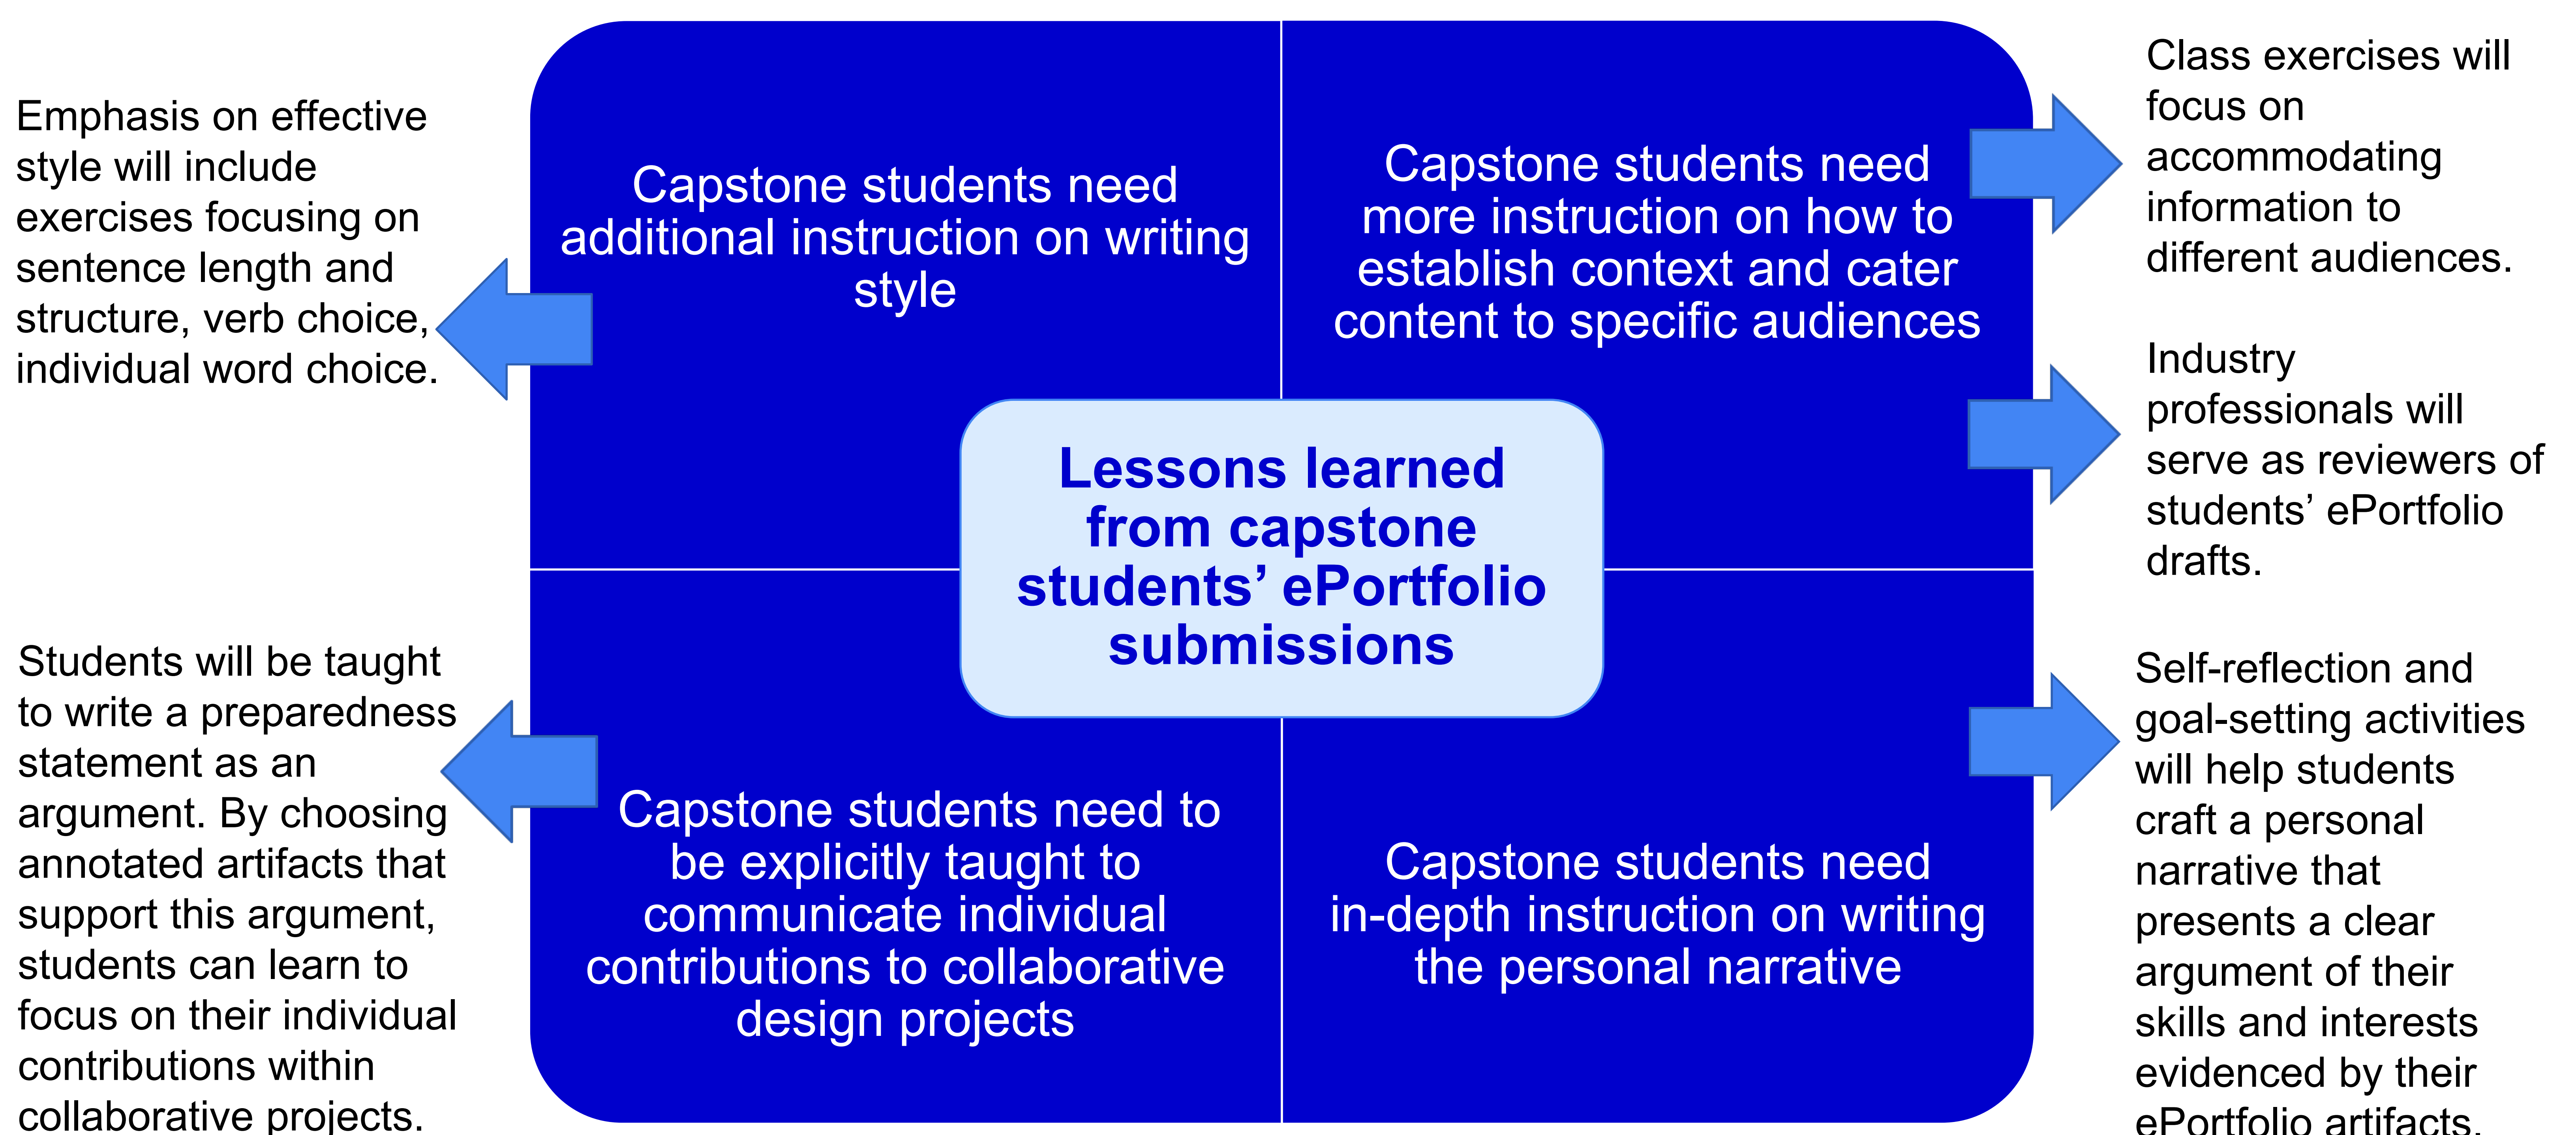 Emphasis on effective
style will include
exercises focusing on
sentence length and
structure, verb choice,
individual word choice.
Capstone students need
additional instruction on writing
style
Capstone students need
more instruction on how to
establish context and cater
content to specific audiences
Class exercises will
focus on
accommodating
information to
different audiences.
Industry
professionals will
serve as reviewers of
students’ ePortfolio
drafts.
Lessons learned
from capstone
students’ ePortfolio
submissions
Students will be taught
to write a preparedness
statement as an
argument. By choosing
annotated artifacts that
support this argument,
students can learn to
focus on their individual
contributions within
collaborative projects.
Capstone students need to
be explicitly taught to
communicate individual
contributions to collaborative
design projects
Capstone students need
in-depth instruction on writing
the personal narrative
Self-reflection and
goal-setting activities
will help students
craft a personal
narrative that
presents a clear
argument of their
skills and interests
evidenced by their
ePortfolio artifacts.